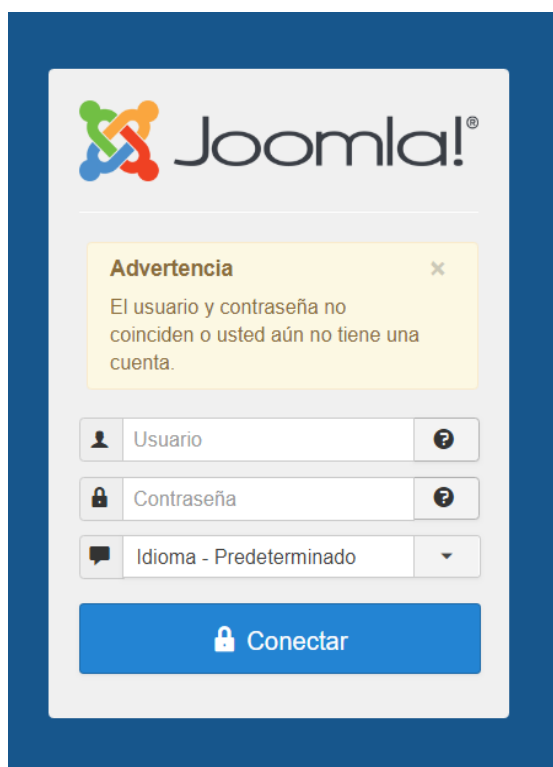 Joomla!®
Advertencia
×
El usuario y contraseña no
coinciden o usted aún no tiene una
cuenta.
Usuario
Contraseña
Idioma - Predeterminado
Conectar